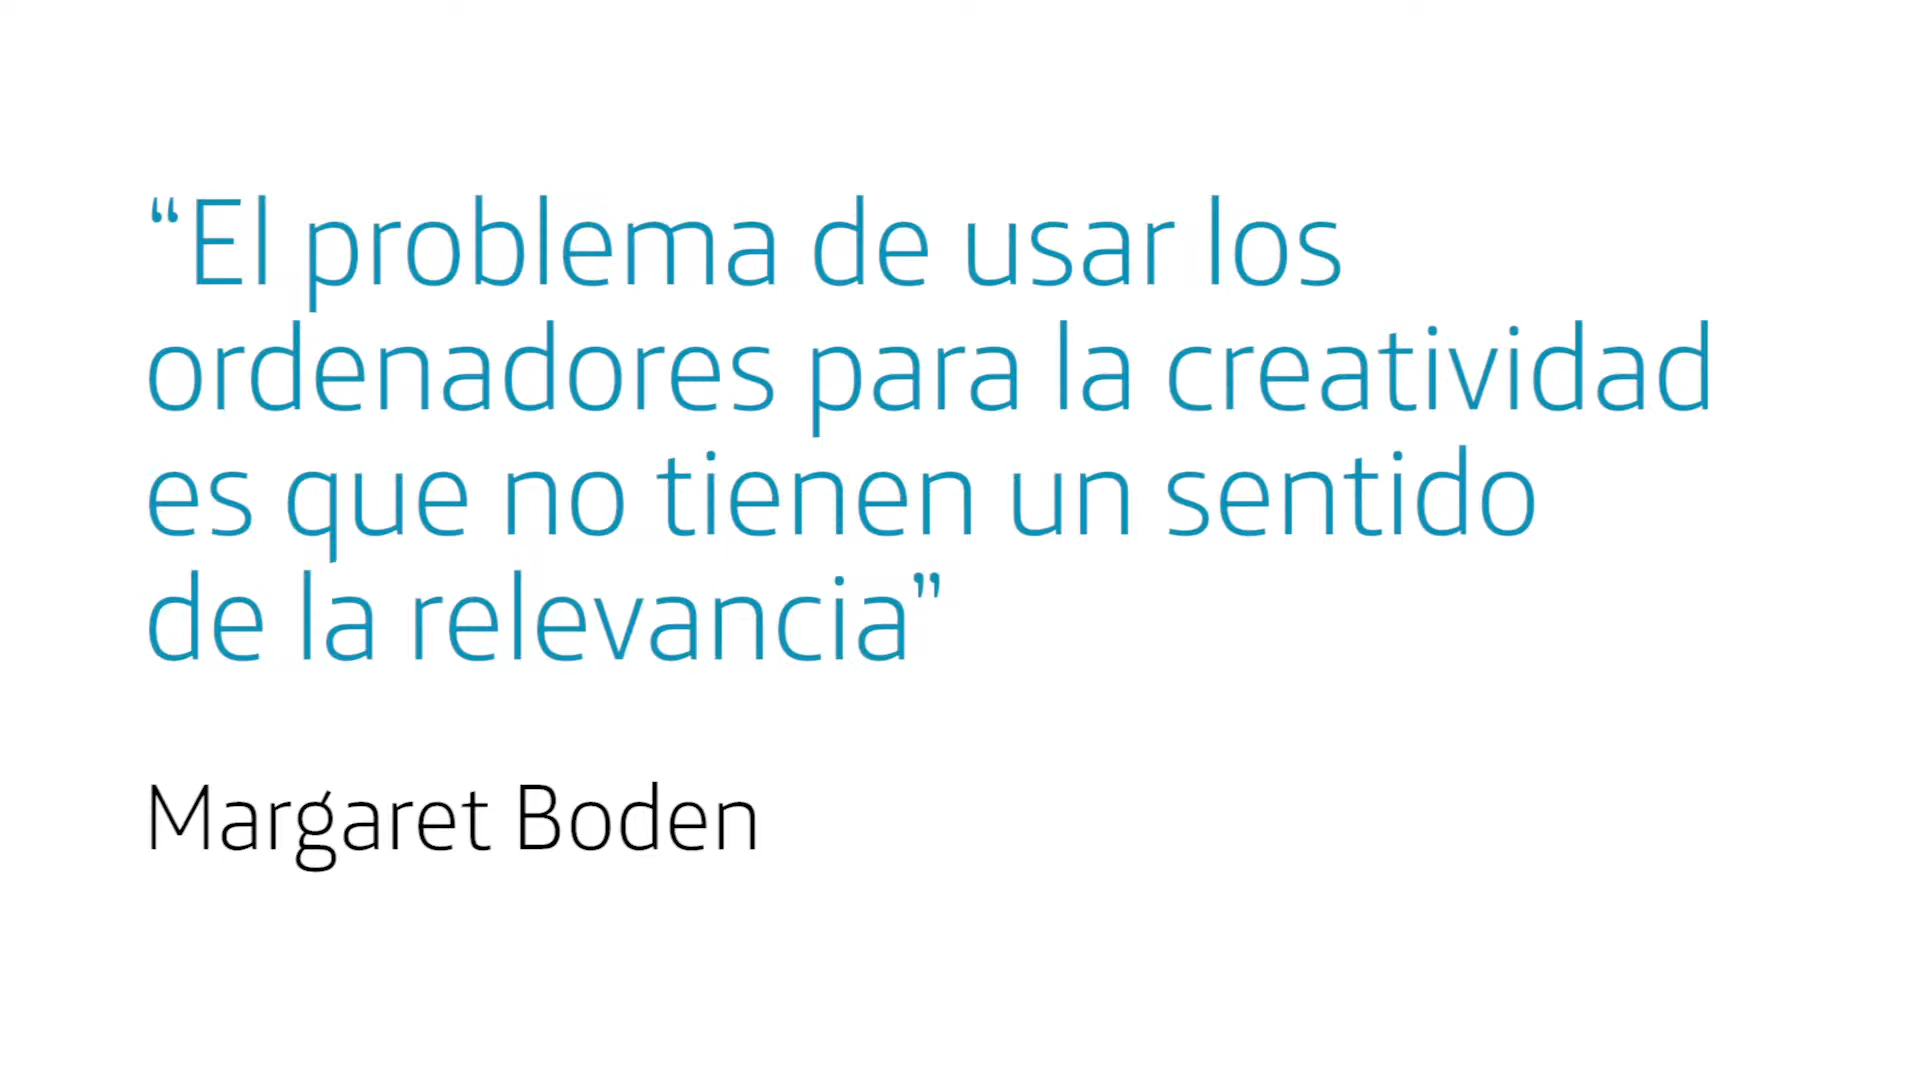 “El problema de usar los
ordenadores para la creatividad
es que no tienen un sentido
de la relevancia”
Margaret Boden